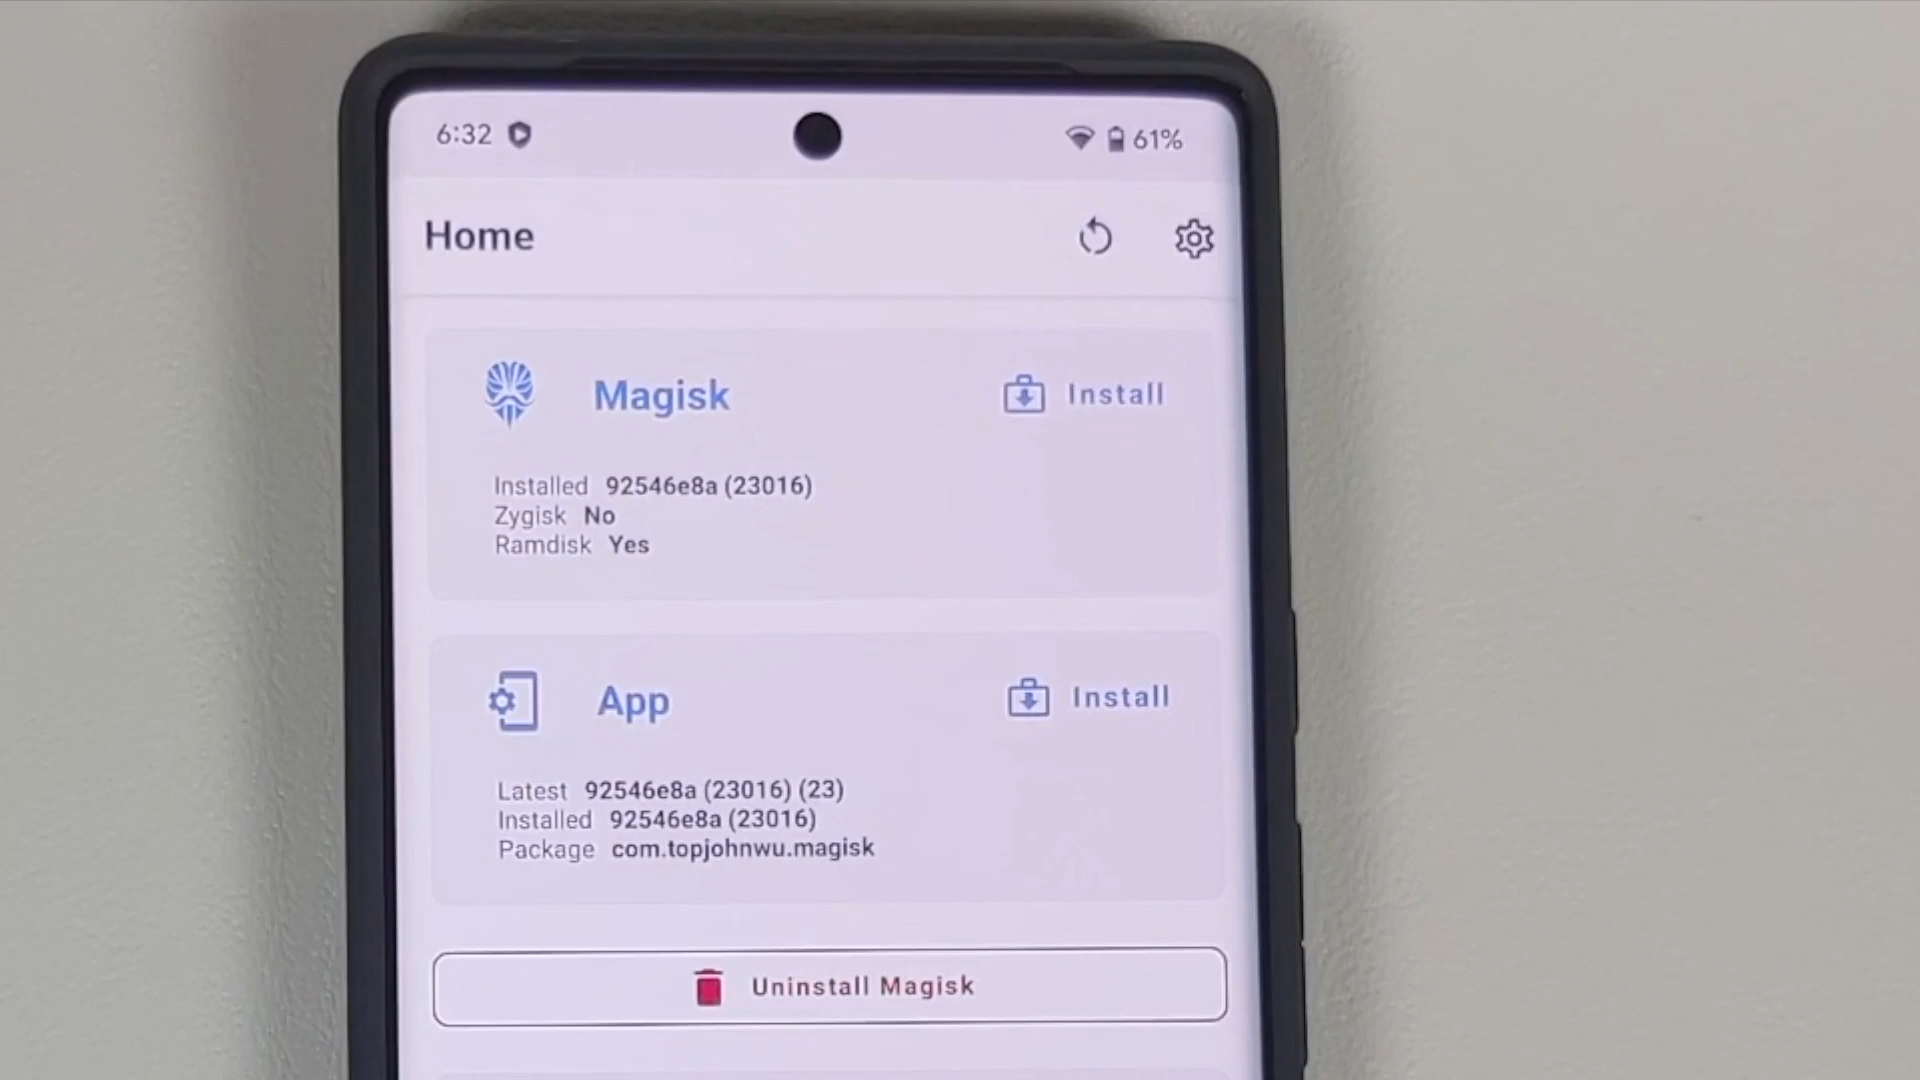 6:32 61%
Home
Magisk Install
Installed 92546e8a (23016)
Zygisk No
Ramdisk Yes
App Install
Latest 92546e8a (23016) (23)
Installed 92546e8a (23016)
Package com.topjohnwu.magisk
Uninstall Magisk